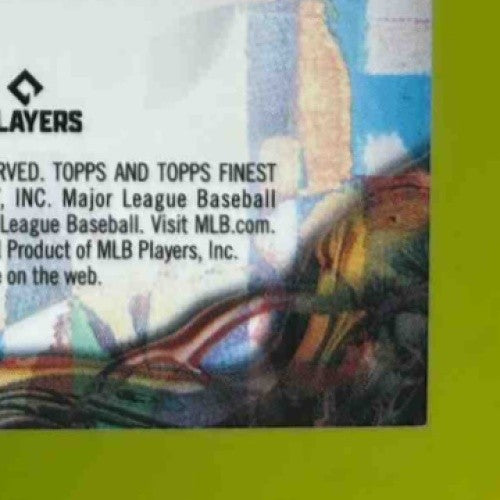 LAYERS
RVED. TOPPS AND TOPPS FINEST
, INC. Major League Baseball
League Baseball. Visit MLB.com.
Product of MLB Players, Inc.
on the web.